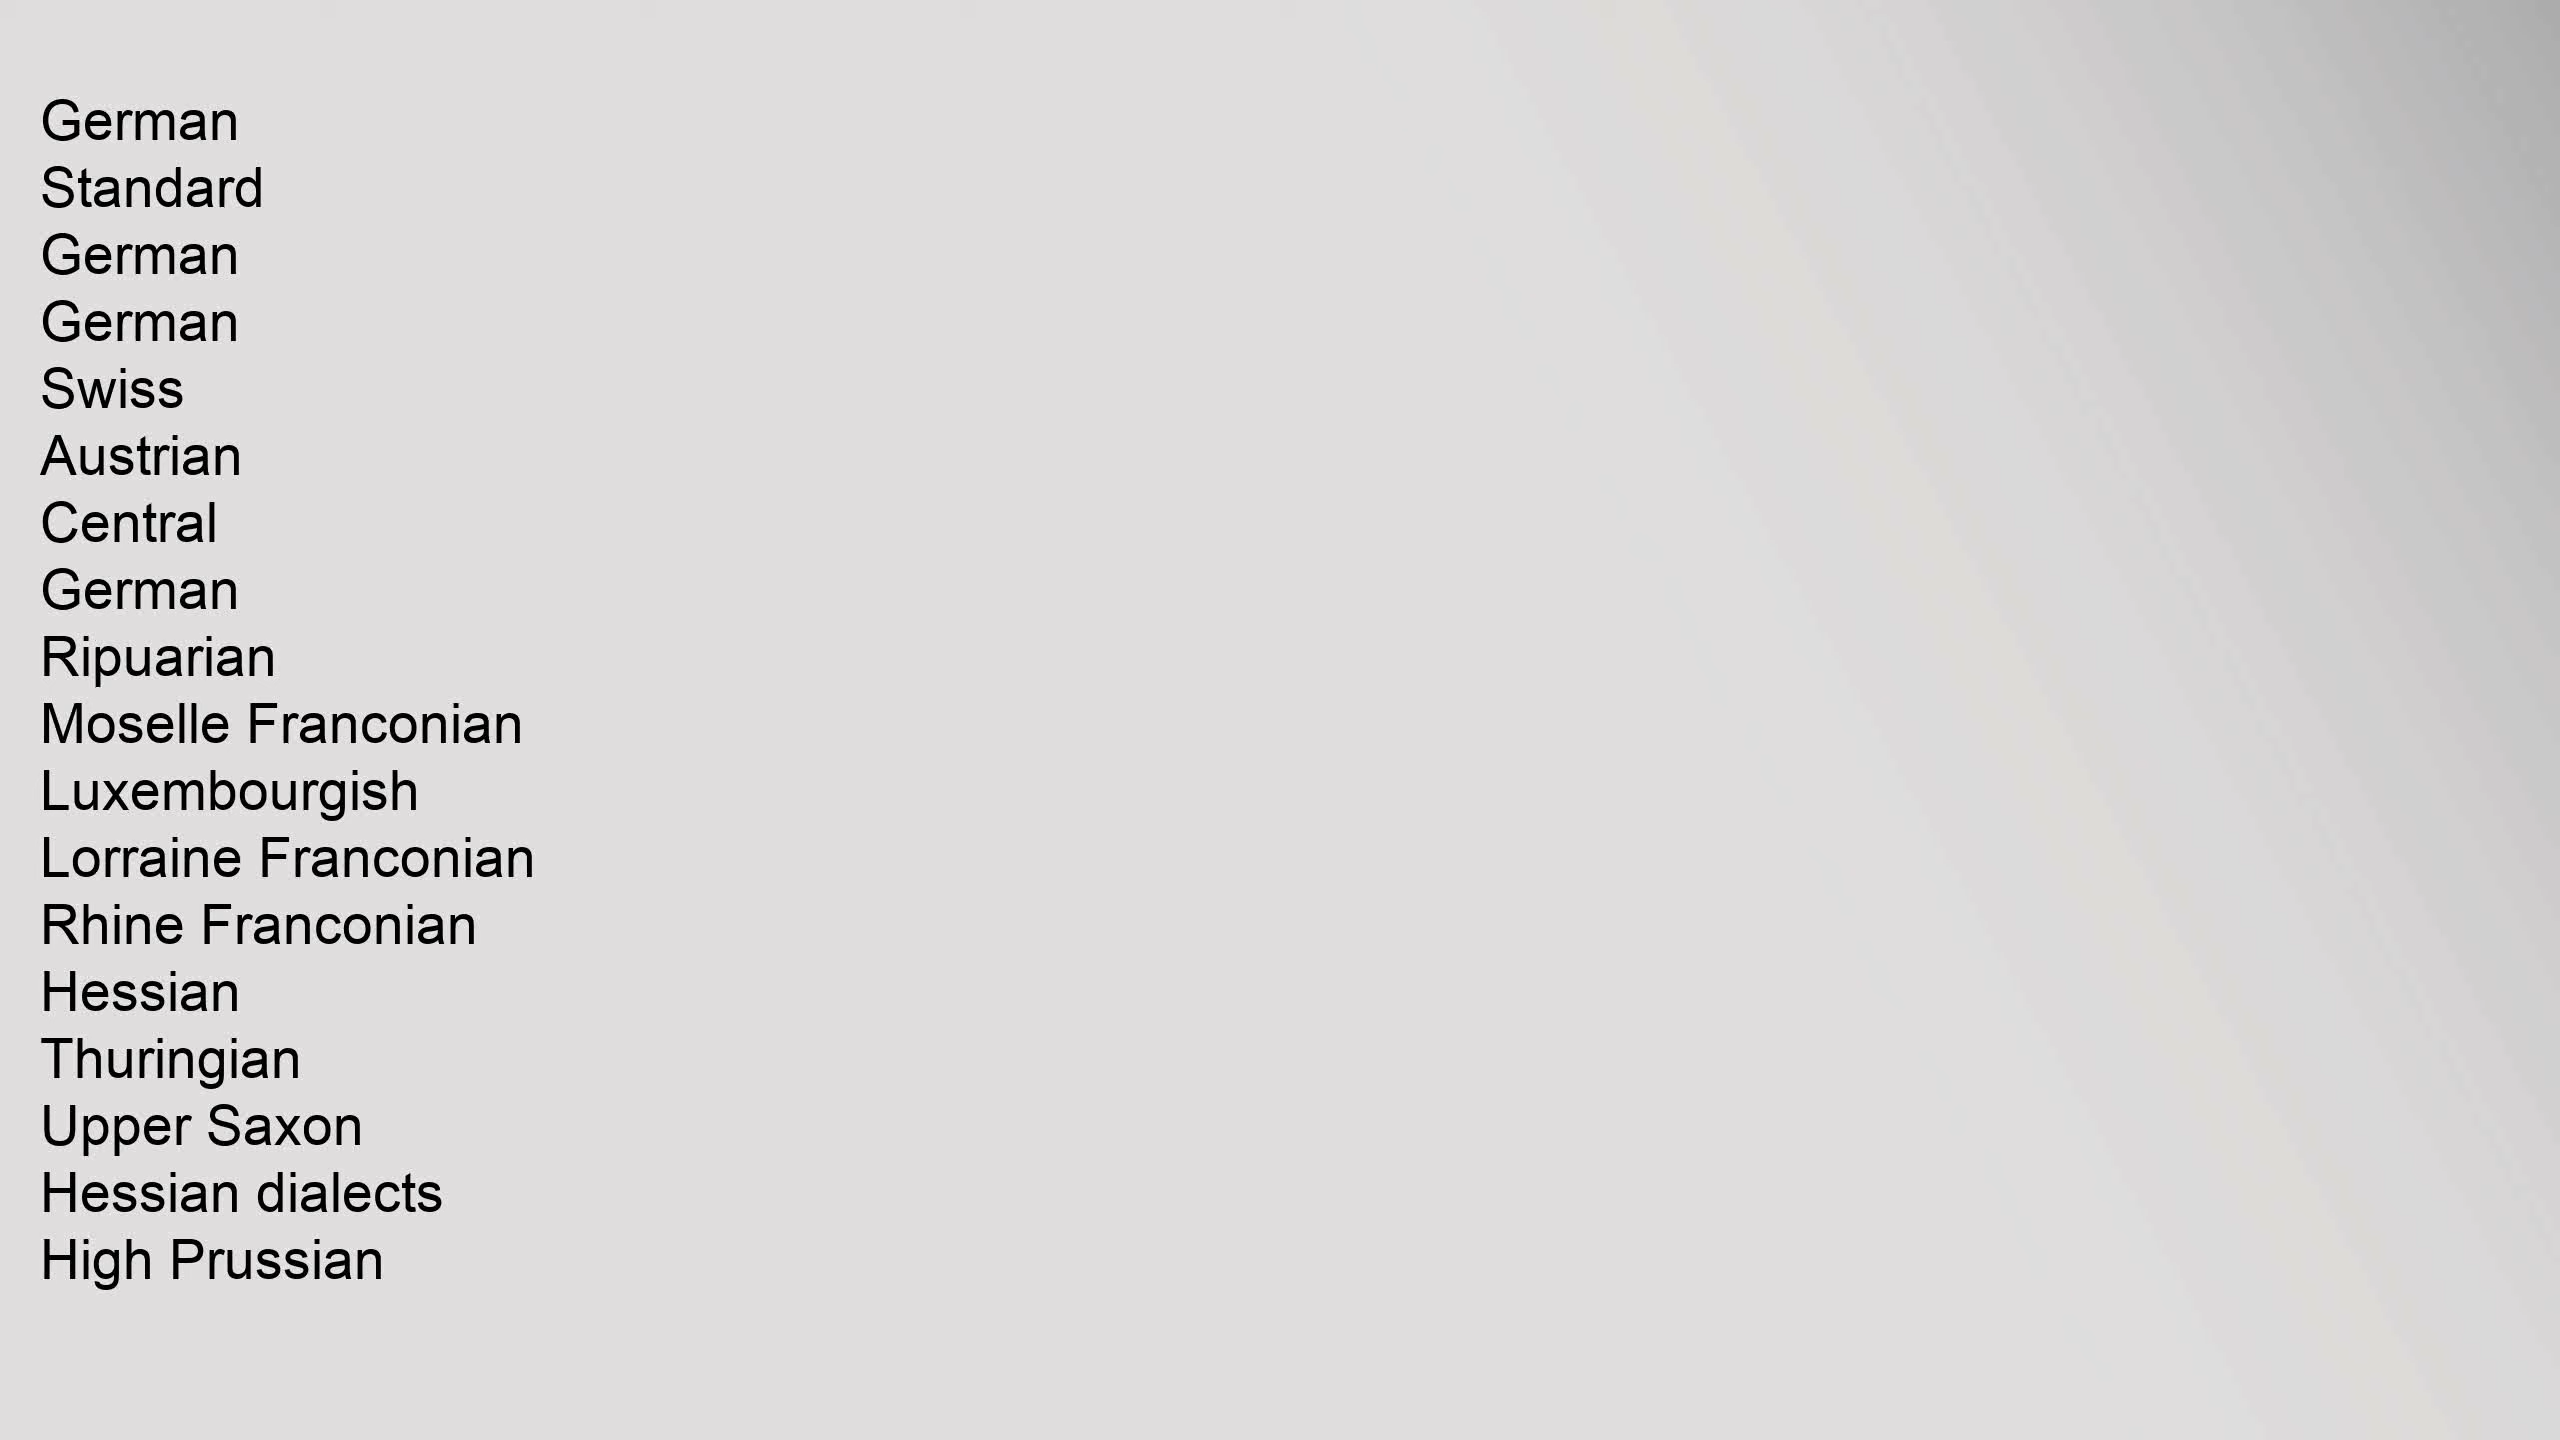 German
Standard
German
German
Swiss
Austrian
Central
German
Ripuarian
Moselle Franconian
Luxembourgish
Lorraine Franconian
Rhine Franconian
Hessian
Thuringian
Upper Saxon
Hessian dialects
High Prussian